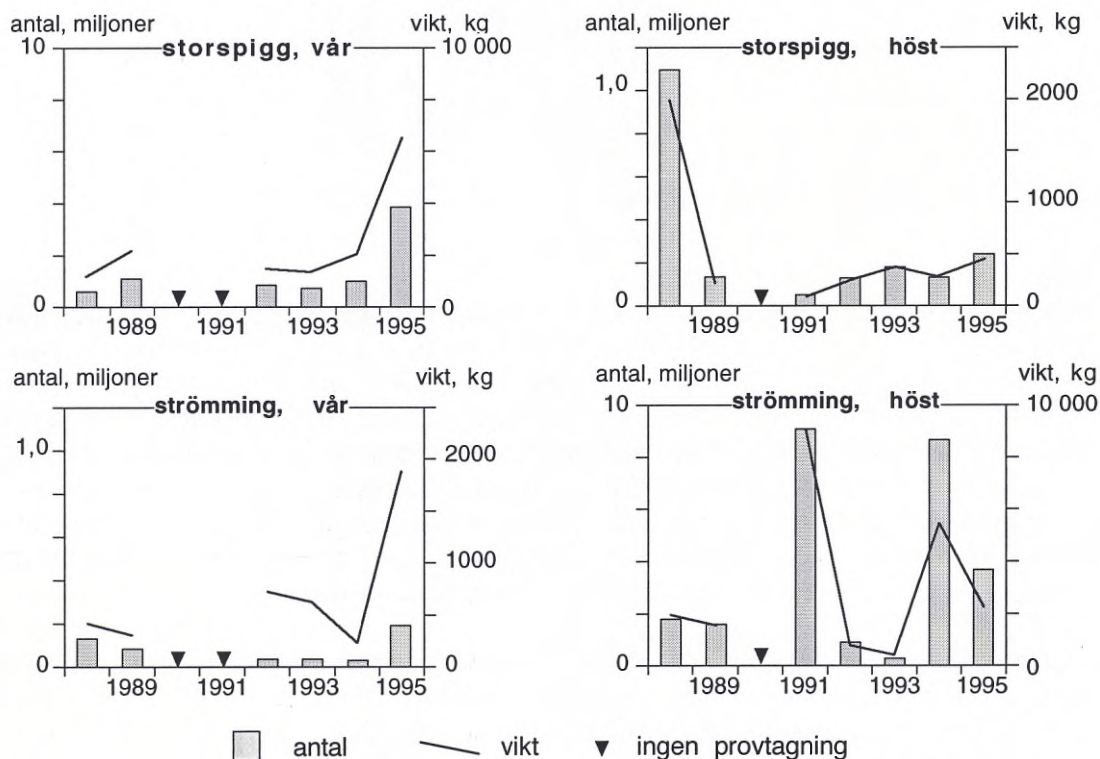 antal, miljoner vikt, kg
storspigg, vår
10 10 000
0 0
1989 1991 1993 1995
antal, miljoner vikt, kg
storspigg, höst
1,0 2000
1000
0 0
1989 1991 1993 1995
antal, miljoner vikt, kg
strömming, vår
1,0 2000
1000
0 0
1989 1991 1993 1995
antal, miljoner vikt, kg
strömming, höst
10 10 000
0 0
1989 1991 1993 1995
antal vikt ingen provtagning